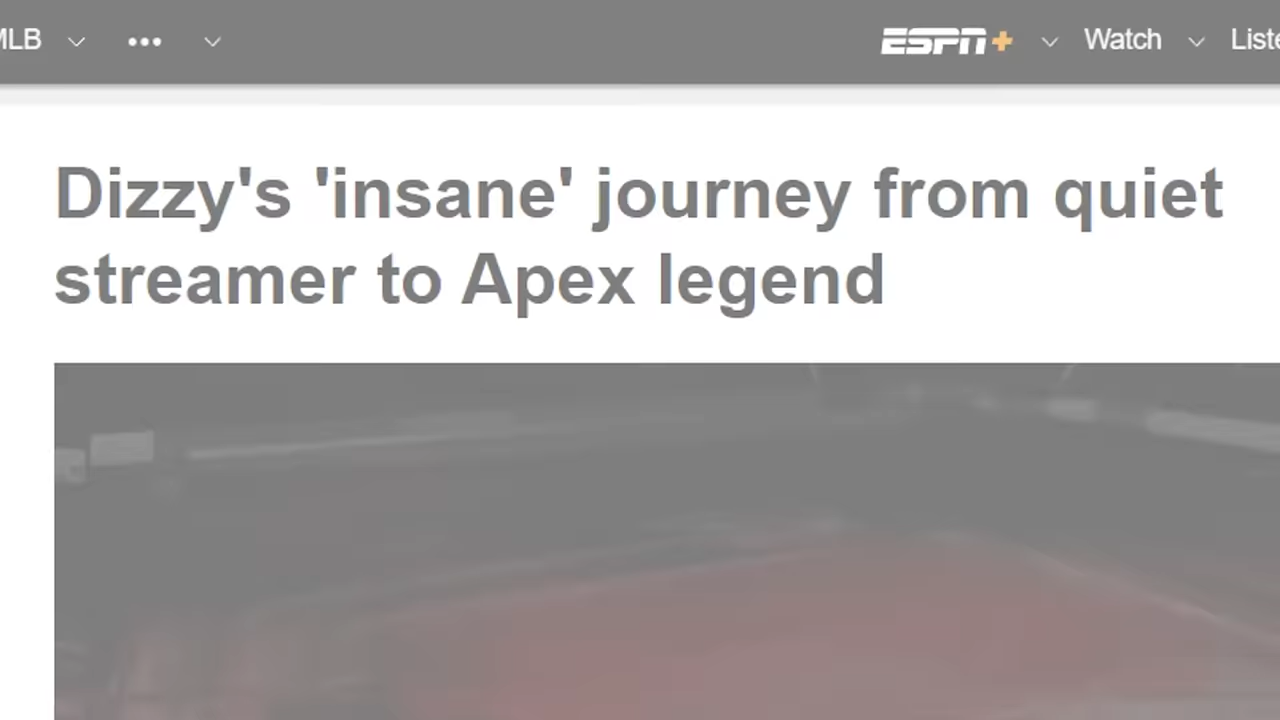 MLB ••• ESPN+ Watch Liste
Dizzy's 'insane' journey from quiet
streamer to Apex legend